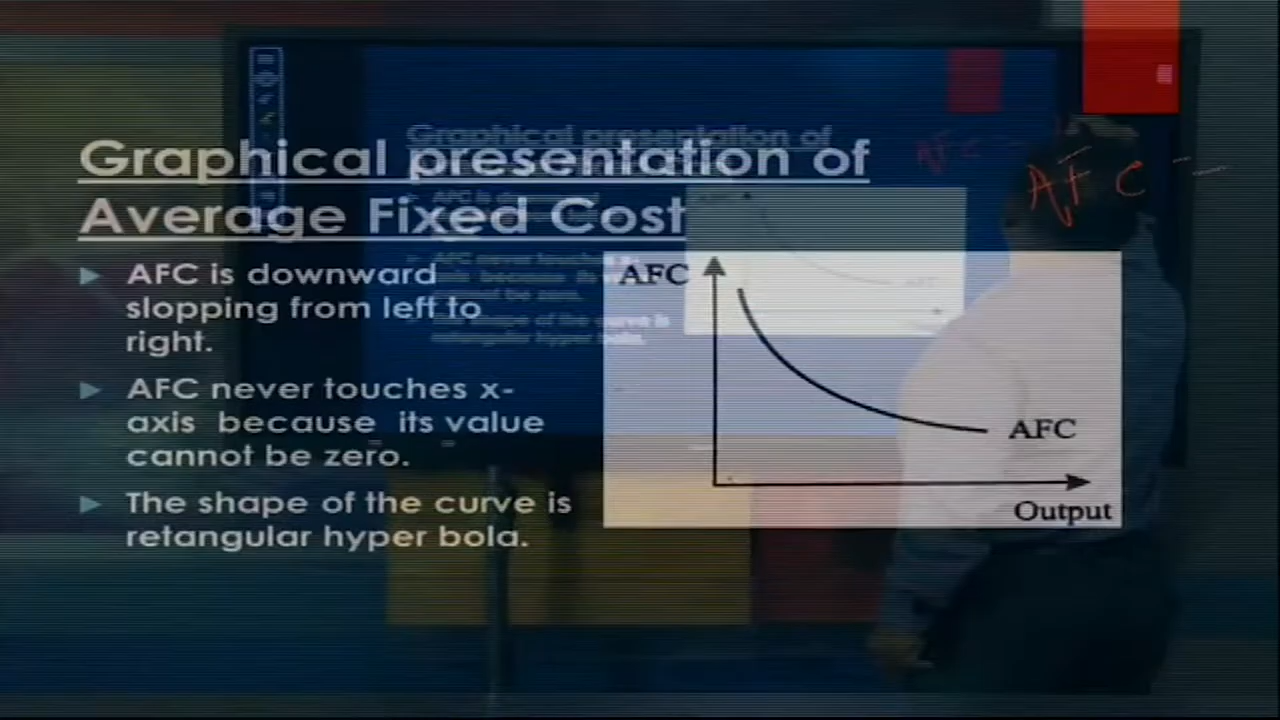 Graphical presentation of
Average Fixed Cost
AFC is downward
slopping from left to
right.
AFC never touches x-
axis because its value
cannot be zero.
The shape of the curve is
retangular hyper bola.
AFC =
AFC
AFC
Output